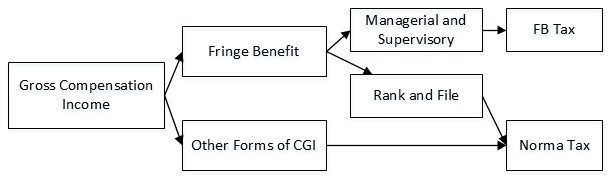 Managerial and
Supervisory
FB Tax
Fringe Benefit
Gross Compensation
Income
Rank and File
Other Forms of CGI
Norma Tax